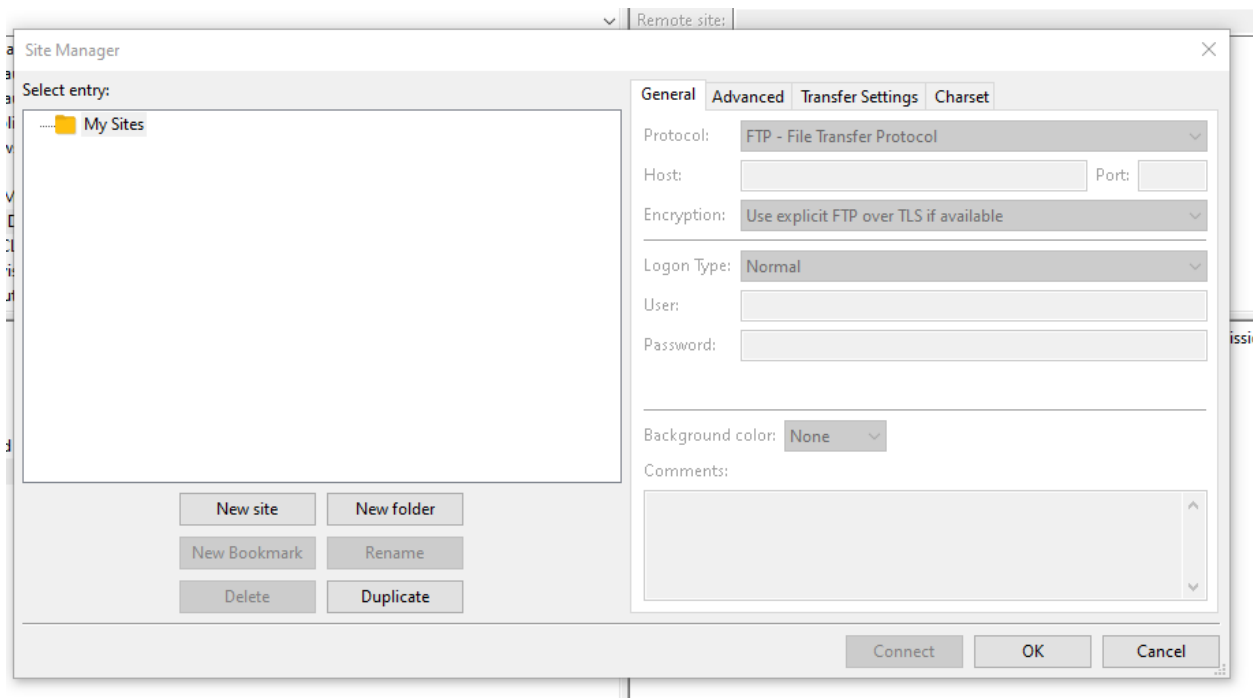 Remote site:
Site Manager
Select entry:
My Sites
New site
New folder
New Bookmark
Rename
Delete
Duplicate
General Advanced Transfer Settings Charset
Protocol: FTP - File Transfer Protocol
Host: Port:
Encryption: Use explicit FTP over TLS if available
Logon Type: Normal
User:
Password:
Background color: None
Comments:
Connect OK Cancel